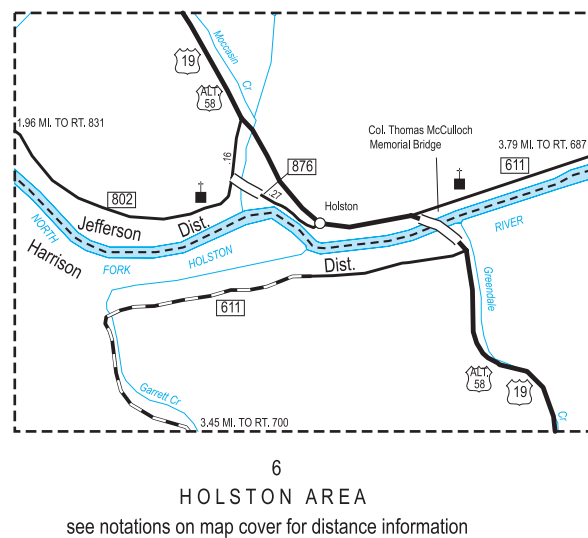 Moccasin
Cr
19
ALT.
58
1.96 MI. TO RT. 831
Col. Thomas McCulloch
Memorial Bridge
3.79 MI. TO RT. 687
611
.16
876
.27
802
Holston
Jefferson Dist.
NORTH FORK HOLSTON RIVER
Harrison Dist.
611
Greendale
Cr
ALT.
58
19
Garrett Cr
3.45 MI. TO RT. 700
6
HOLSTON AREA
see notations on map cover for distance information